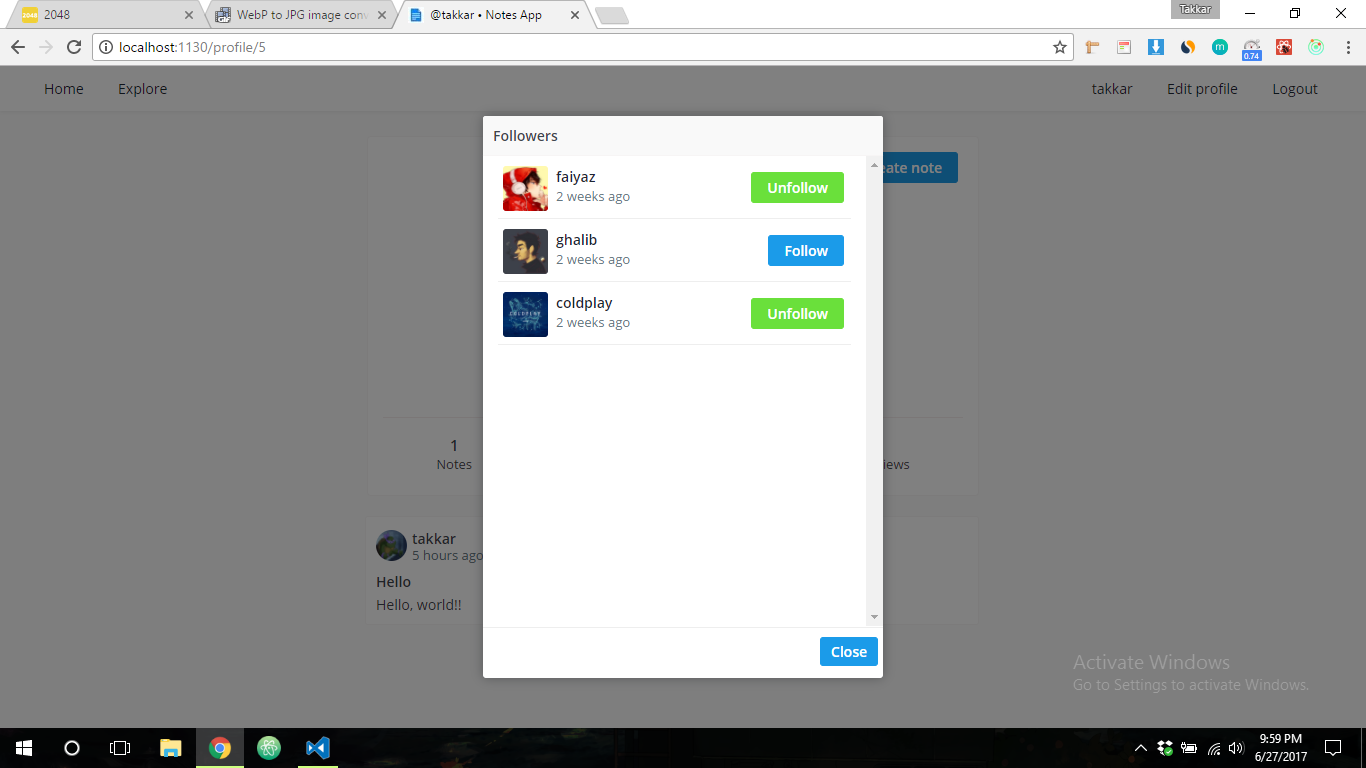 2048
2048
WebP to JPG image conv
@takkar • Notes App
Takkar
localhost:1130/profile/5
m
0.74
Home
Explore
takkar
Edit profile
Logout
Followers
eate note
faiyaz
2 weeks ago
Unfollow
ghalib
2 weeks ago
Follow
COLDPLAY
coldplay
2 weeks ago
Unfollow
1
Notes
iews
takkar
5 hours ago
Hello
Hello, world!!
Close
Activate Windows
Go to Settings to activate Windows.
9:59 PM
6/27/2017